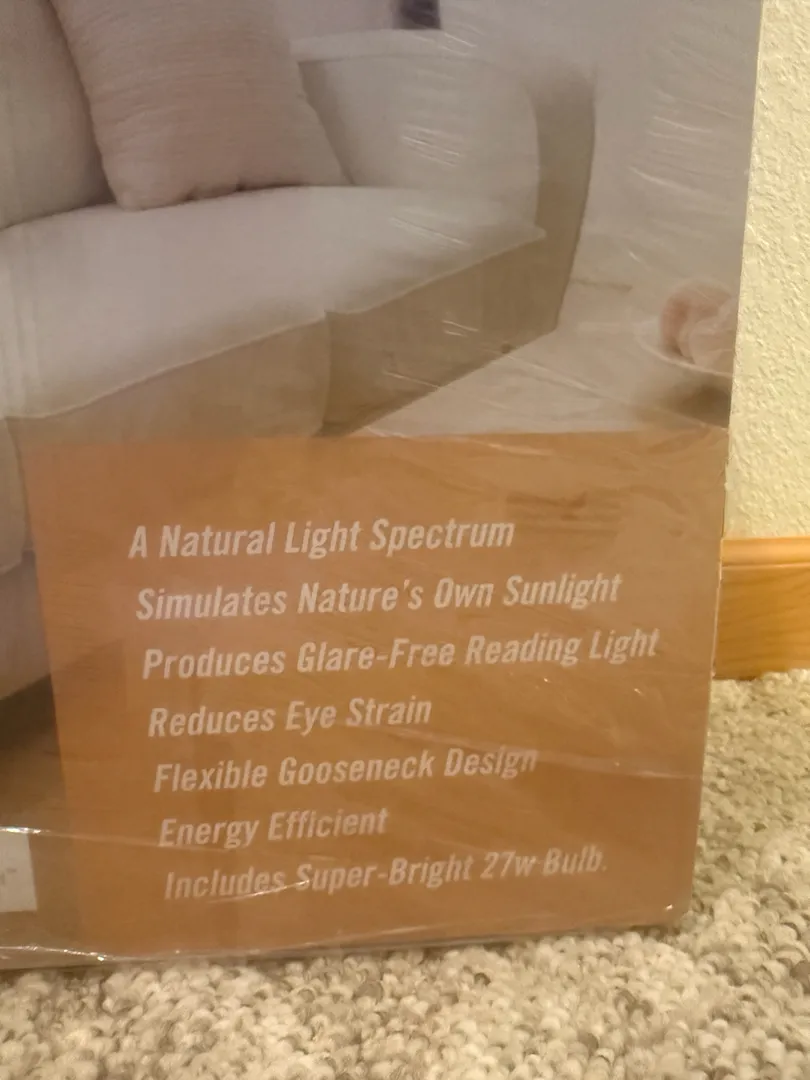 A Natural Light Spectrum
Simulates Nature's Own Sunlight
Produces Glare-Free Reading Light
Reduces Eye Strain
Flexible Gooseneck Design
Energy Efficient
Includes Super-Bright 27w Bulb.